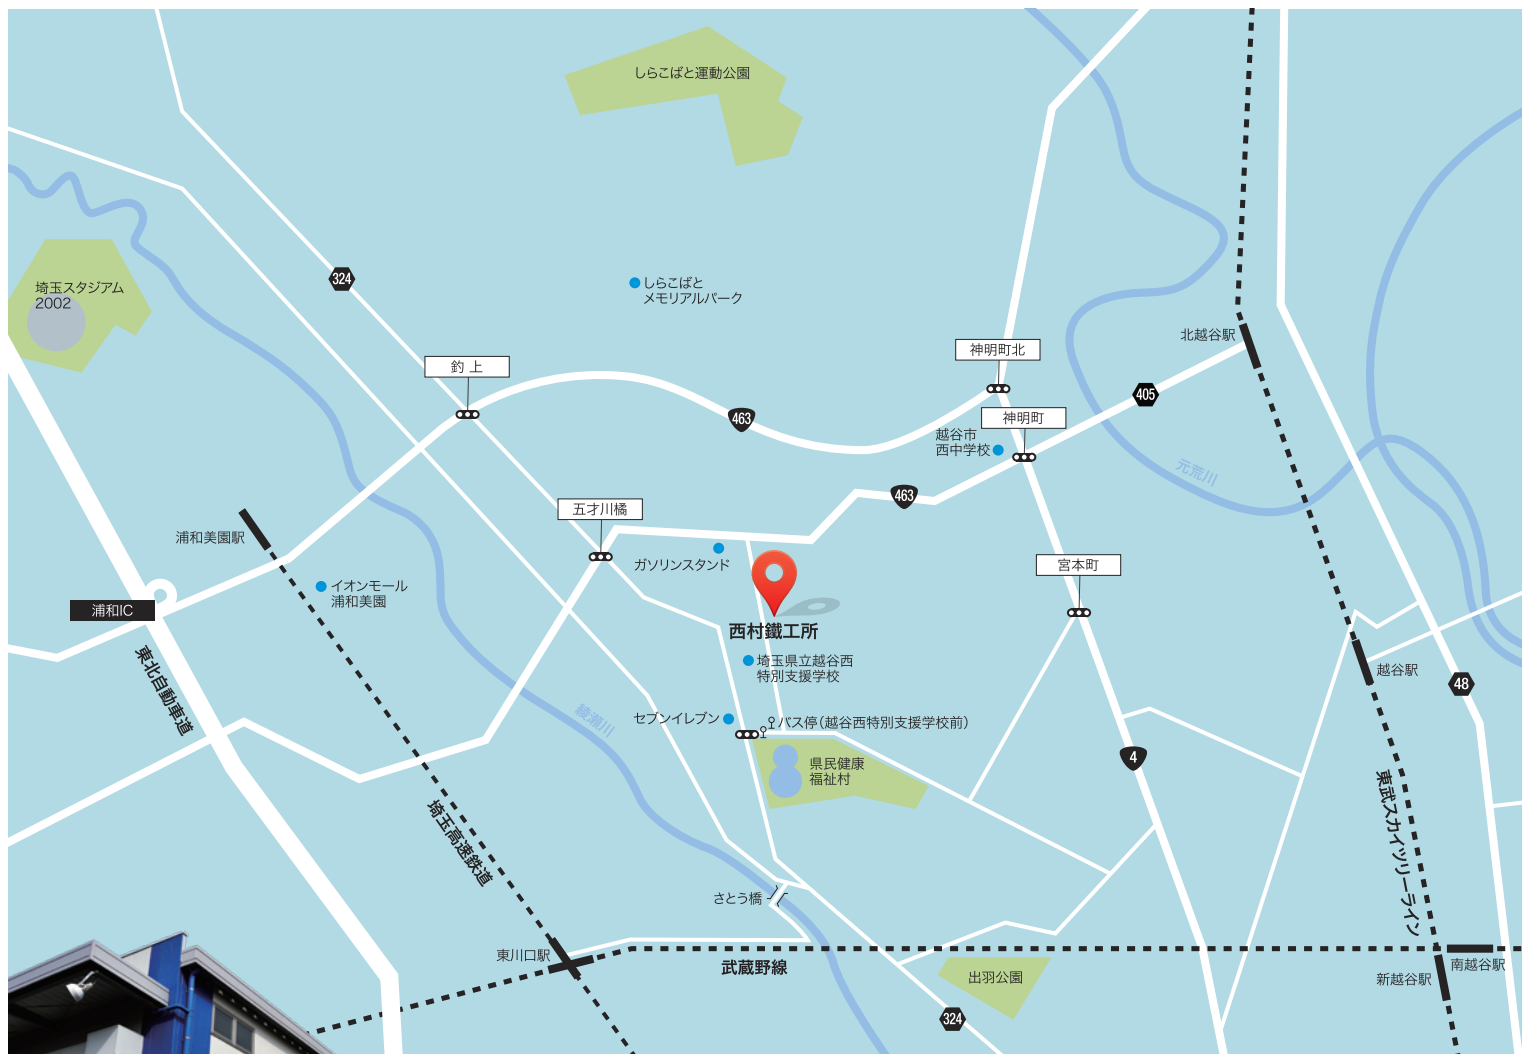 しらこばと運動公園
324
埼玉スタジアム
2002
しらこばと
メモリアルパーク
北越谷駅
神明町北
釣 上
405
463
神明町
越谷市
西中学校
元荒川
463
五才川橋
浦和美園駅
ガソリンスタンド
宮本町
イオンモール
浦和美園
浦和IC
西村鐵工所
東北自動車道
埼玉県立越谷西
特別支援学校
越谷駅
48
綾瀬川
セブンイレブン
バス停（越谷西特別支援学校前）
県民健康
福祉村
4
埼玉高速鉄道
東武スカイツリーライン
さとう橋
東川口駅
武蔵野線
出羽公園
南越谷駅
新越谷駅
324